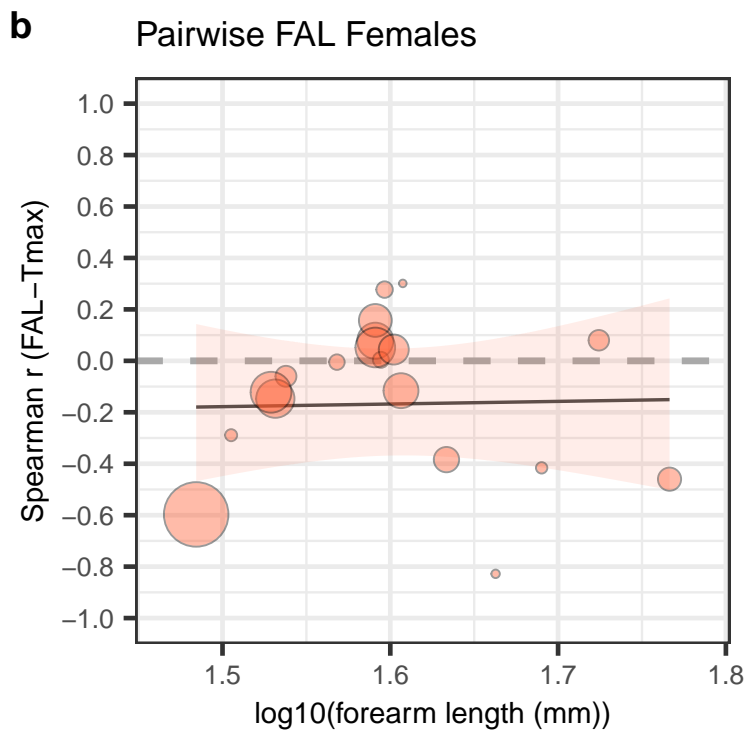 b
Pairwise FAL Females
Spearman r (FAL−Tmax)
1.0
0.8
0.6
0.4
0.2
0.0
−0.2
−0.4
−0.6
−0.8
−1.0
1.5 1.6 1.7 1.8
log10(forearm length (mm))